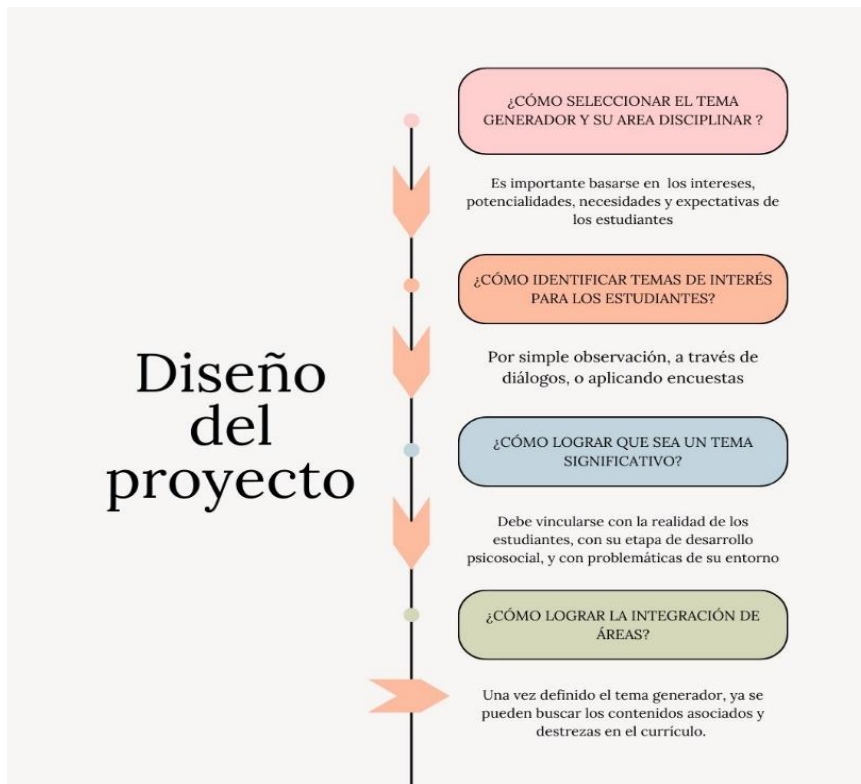 Diseño
del
proyecto
¿CÓMO SELECCIONAR EL TEMA
GENERADOR Y SU AREA DISCIPLINAR ?
Es importante basarse en los intereses,
potencialidades, necesidades y expectativas de
los estudiantes
¿CÓMO IDENTIFICAR TEMAS DE INTERÉS
PARA LOS ESTUDIANTES?
Por simple observación, a través de
diálogos, o aplicando encuestas
¿CÓMO LOGRAR QUE SEA UN TEMA
SIGNIFICATIVO?
Debe vincularse con la realidad de los
estudiantes, con su etapa de desarrollo
psicosocial, y con problemáticas de su entorno
¿CÓMO LOGRAR LA INTEGRACIÓN DE
ÁREAS?
Una vez definido el tema generador, ya se
pueden buscar los contenidos asociados y
destrezas en el currículo.